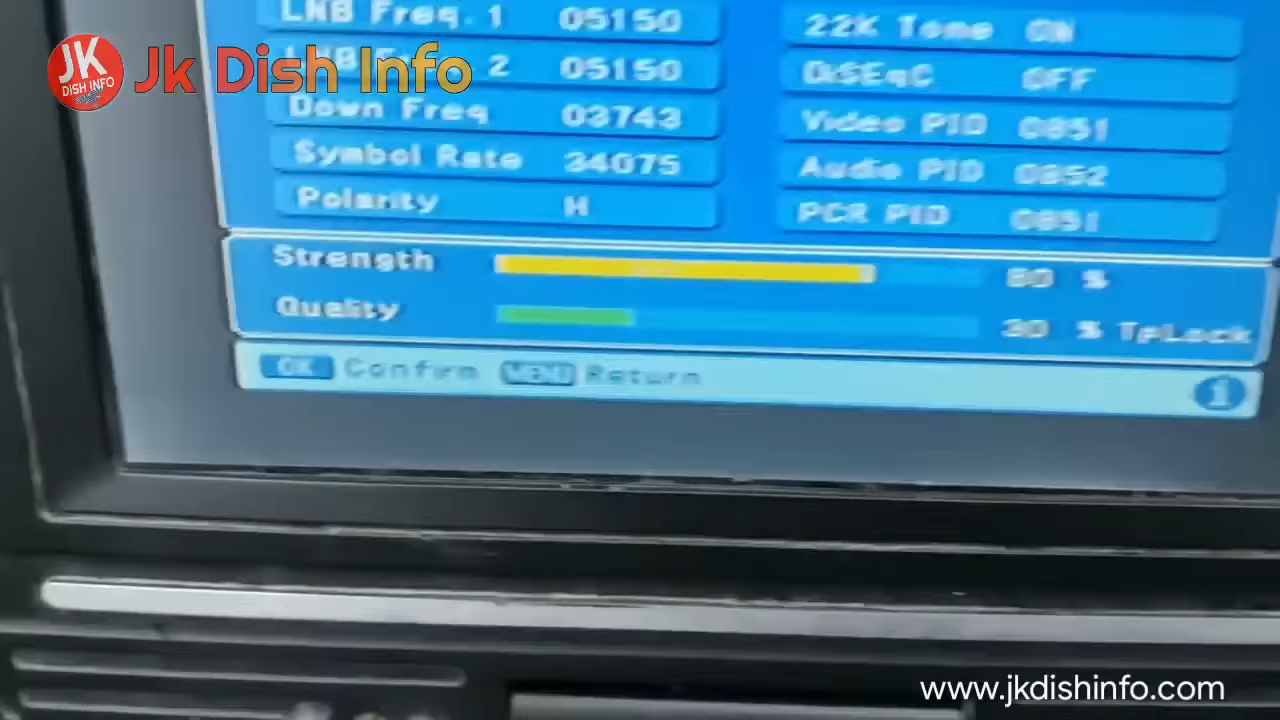 LNB Freq. 1 05150 22K Tone ON
JK DISH INFO Jk Dish Info
2 05150 DiSEqC OFF
Down Freq 03743 Video PID 0851
Symbol Rate 34075 Audio PID 0852
Polarity H PCR PID 0851
Strength 80 %
Quality 30 % TpLock
OK Confirm MENU Return i
www.jkdishinfo.com